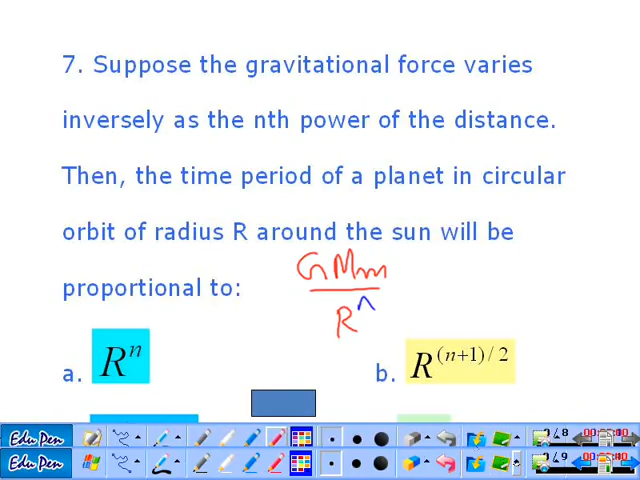 7. Suppose the gravitational force varies
inversely as the nth power of the distance.
Then, the time period of a planet in circular
orbit of radius R around the sun will be
proportional to:
GMm
R^n
a. R^n
b. R^(n+1)/2
Edu Pen
/ 8
Edu Pen
/ 9